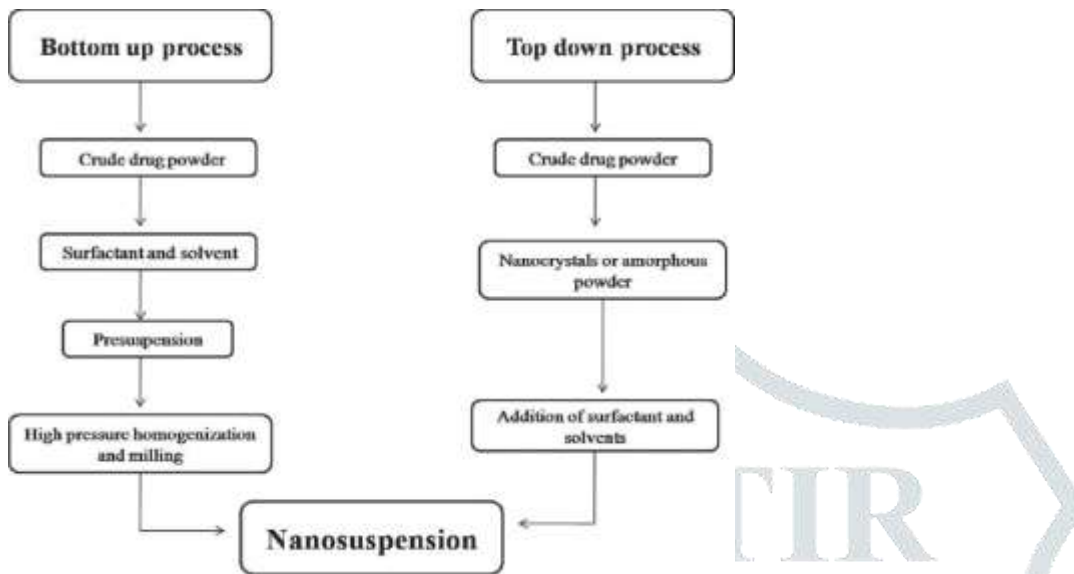 Bottom up process
Crude drug powder
Surfactant and solvent
Presuspension
High pressure homogenization
and milling
Top down process
Crude drug powder
Nanocrystals or amorphous
powder
Addition of surfactant and
solvents
Nanosuspension
TIR